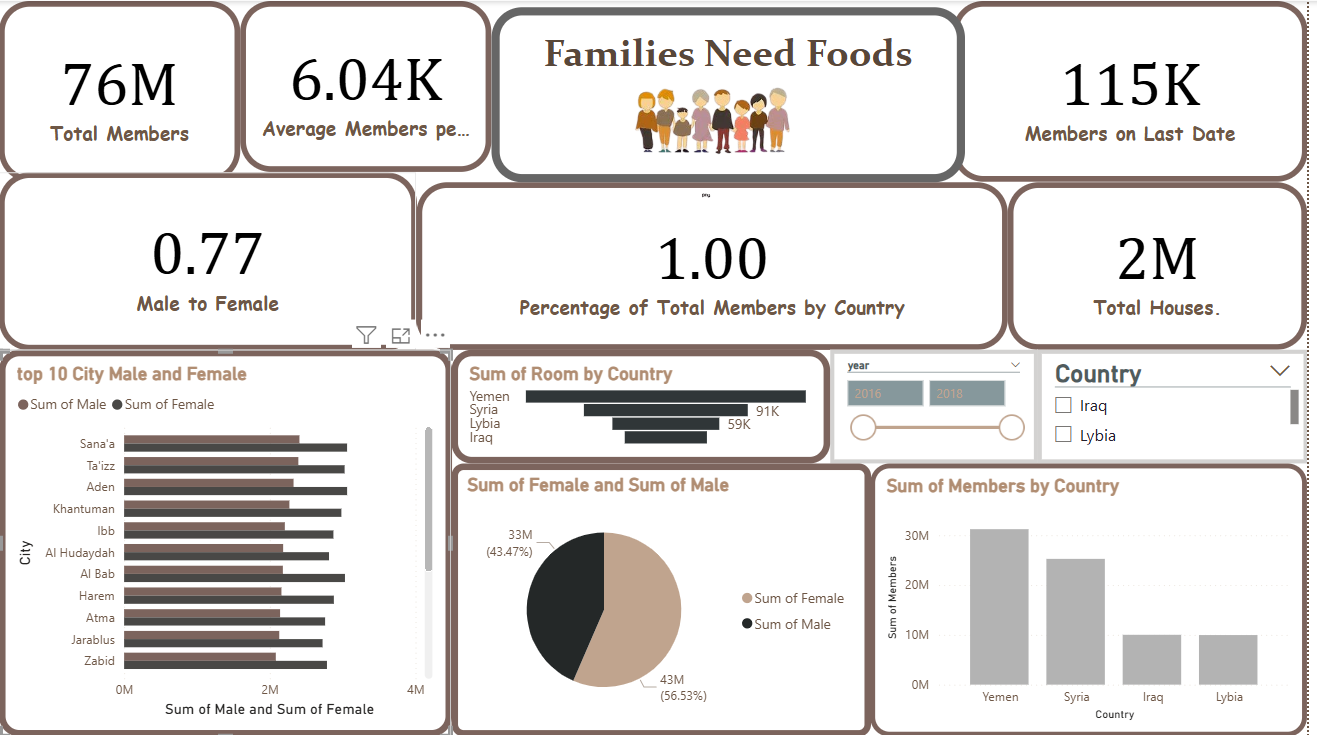 76M
Total Members
6.04K
Average Members pe...
Families Need Foods
115K
Members on Last Date
0.77
Male to Female
1.00
Percentage of Total Members by Country
2M
Total Houses.
top 10 City Male and Female
Sum of Male Sum of Female
City
Sana'a
Ta'izz
Aden
Khantuman
Ibb
Al Hudaydah
Al Bab
Harem
Atma
Jarablus
Zabid
0M 2M 4M
Sum of Male and Sum of Female
Sum of Room by Country
Yemen
Syria 91K
Lybia 59K
Iraq
year
2016 2018
Country
Iraq
Lybia
Sum of Female and Sum of Male
33M
(43.47%)
43M
(56.53%)
Sum of Female
Sum of Male
Sum of Members by Country
Sum of Members
30M
20M
10M
0M
Yemen Syria Iraq Lybia
Country